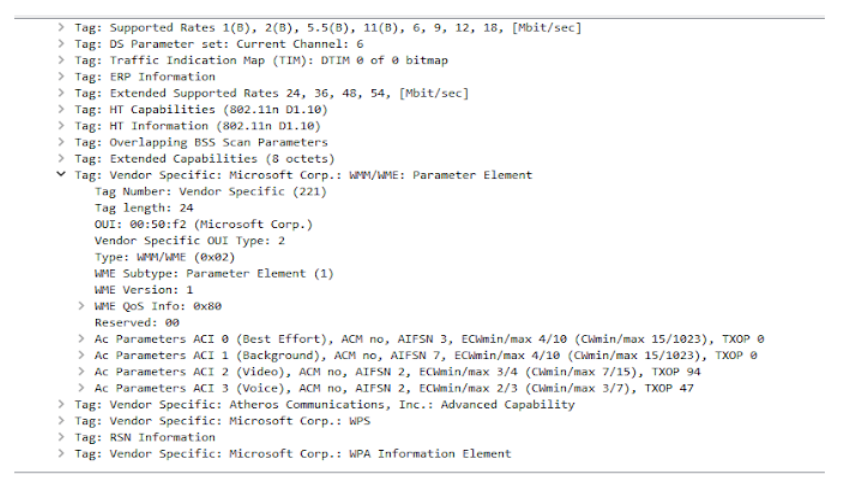 Tag: Supported Rates 1(B), 2(B), 5.5(B), 11(B), 6, 9, 12, 18, [Mbit/sec]
Tag: DS Parameter set: Current Channel: 6
Tag: Traffic Indication Map (TIM): DTIM 0 of 0 bitmap
Tag: ERP Information
Tag: Extended Supported Rates 24, 36, 48, 54, [Mbit/sec]
Tag: HT Capabilities (802.11n D1.10)
Tag: HT Information (802.11n D1.10)
Tag: Overlapping BSS Scan Parameters
Tag: Extended Capabilities (8 octets)
Tag: Vendor Specific: Microsoft Corp.: WMM/WME: Parameter Element
Tag Number: Vendor Specific (221)
Tag length: 24
OUI: 00:50:f2 (Microsoft Corp.)
Vendor Specific OUI Type: 2
Type: WMM/WME (0x02)
WME Subtype: Parameter Element (1)
WME Version: 1
WME QoS Info: 0x80
Reserved: 00
Ac Parameters ACI 0 (Best Effort), ACM no, AIFSN 3, ECWmin/max 4/10 (CWmin/max 15/1023), TXOP 0
Ac Parameters ACI 1 (Background), ACM no, AIFSN 7, ECWmin/max 4/10 (CWmin/max 15/1023), TXOP 0
Ac Parameters ACI 2 (Video), ACM no, AIFSN 2, ECWmin/max 3/4 (CWmin/max 7/15), TXOP 94
Ac Parameters ACI 3 (Voice), ACM no, AIFSN 2, ECWmin/max 2/3 (CWmin/max 3/7), TXOP 47
Tag: Vendor Specific: Atheros Communications, Inc.: Advanced Capability
Tag: Vendor Specific: Microsoft Corp.: WPS
Tag: RSN Information
Tag: Vendor Specific: Microsoft Corp.: WPA Information Element